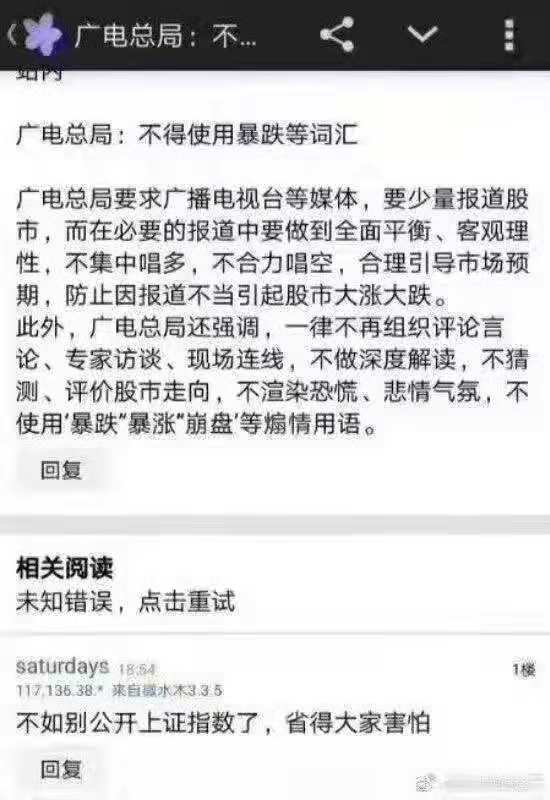 广电总局：不...
站内
广电总局：不得使用暴跌等词汇
广电总局要求广播电视台等媒体，要少量报道股
市，而在必要的报道中要做到全面平衡、客观理
性，不集中唱多，不合力唱空，合理引导市场预
期，防止因报道不当引起股市大涨大跌。
此外，广电总局还强调，一律不再组织评论言
论、专家访谈、现场连线，不做深度解读，不猜
测、评价股市走向，不渲染恐慌、悲情气氛，不
使用‘暴跌“暴涨“崩盘’等煽情用语。
回复
相关阅读
未知错误，点击重试
saturdays 18:54 1楼
117.136.38.* 来自微水木3.3.5
不如别公开上证指数了，省得大家害怕
回复